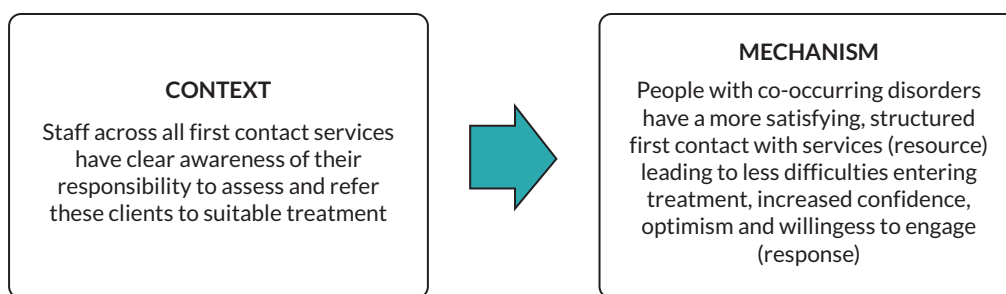 CONTEXT
Staff across all first contact services
have clear awareness of their
responsibility to assess and refer
these clients to suitable treatment
MECHANISM
People with co-occurring disorders
have a more satisfying, structured
first contact with services (resource)
leading to less difficulties entering
treatment, increased confidence,
optimism and willingess to engage
(response)